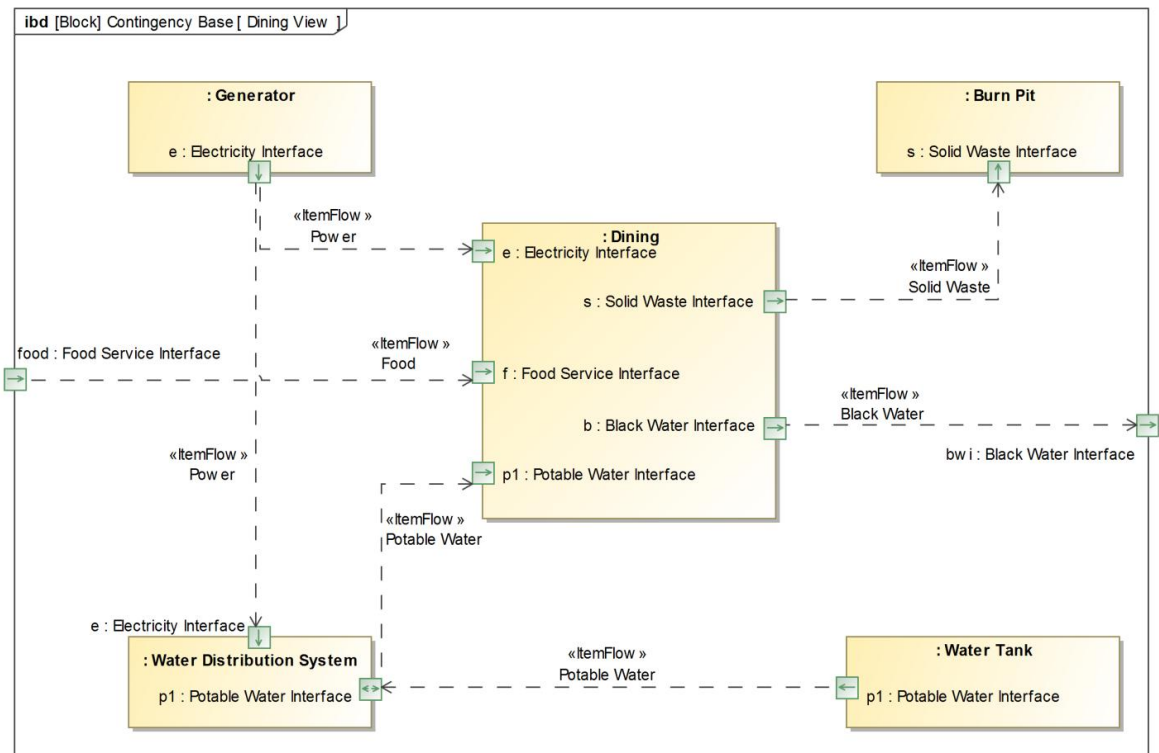 ibd [Block] Contingency Base [ Dining View ]
: Generator
e : Electricity Interface
: Burn Pit
s : Solid Waste Interface
«ItemFlow »
Power
: Dining
e : Electricity Interface
s : Solid Waste Interface
f : Food Service Interface
b : Black Water Interface
p1 : Potable Water Interface
«ItemFlow »
Solid Waste
food : Food Service Interface
«ItemFlow »
Food
«ItemFlow »
Black Water
bwi : Black Water Interface
«ItemFlow »
Power
«ItemFlow »
Potable Water
e : Electricity Interface
: Water Distribution System
p1 : Potable Water Interface
«ItemFlow »
Potable Water
: Water Tank
p1 : Potable Water Interface